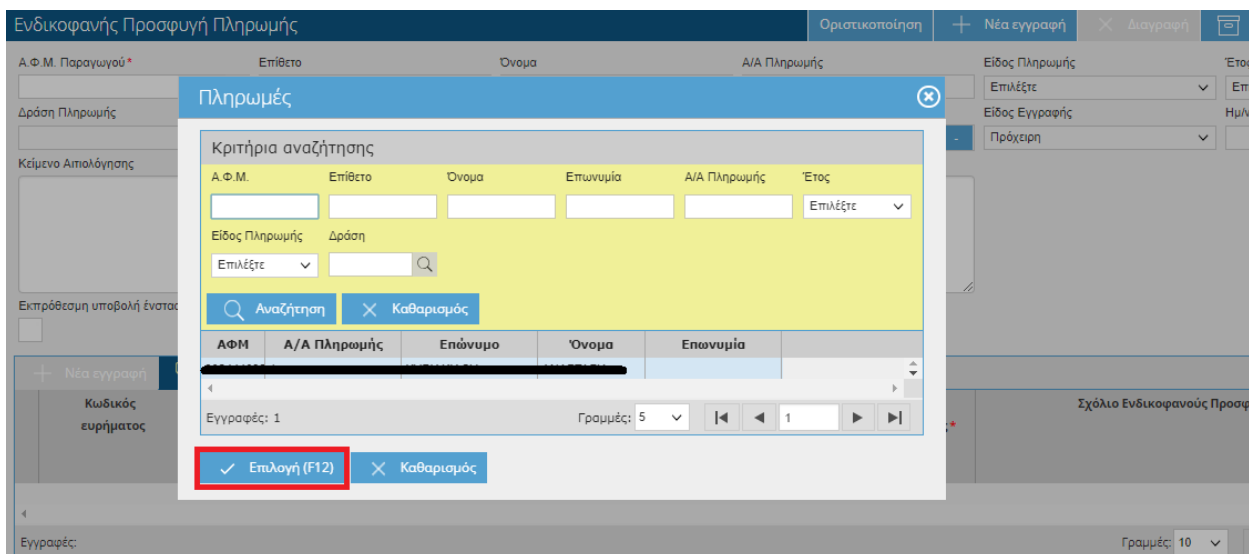 Ενδικοφανής Προσφυγή Πληρωμής Οριστικοποίηση Νέα εγγραφή Διαγραφή
Α.Φ.Μ. Παραγωγού* Επίθετο Όνομα Α/Α Πληρωμής Είδος Πληρωμής Έτος
Επιλέξτε Επ
Δράση Πληρωμής Είδος Εγγραφής Ημ/ν
Πρόχειρη
Κείμενο Αιτιολόγησης
Εκπρόθεσμη υποβολή ένστασ
Πληρωμές
Κριτήρια αναζήτησης
Α.Φ.Μ. Επίθετο Όνομα Επωνυμία Α/Α Πληρωμής Έτος
Επιλέξτε
Είδος Πληρωμής Δράση
Επιλέξτε
Αναζήτηση Καθαρισμός
ΑΦΜ Α/Α Πληρωμής Επώνυμο Όνομα Επωνυμία
Εγγραφές: 1 Γραμμές: 5 1
Επιλογή (F12) Καθαρισμός
Νέα εγγραφή
Κωδικός
ευρήματος
Σχόλιο Ενδικοφανούς Προσφ
ς*
Εγγραφές: Γραμμές: 10